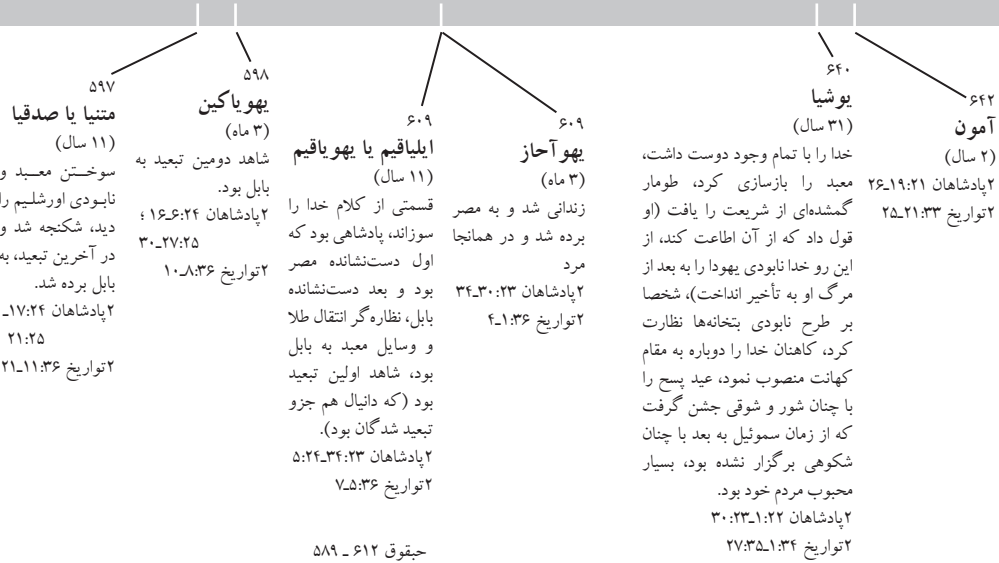 ۶۴۲
آمون
(۲ سال)
۲پادشاهان ۱۹:۲۱ـ۲۶
۲تواریخ ۲۱:۳۳ـ۲۵
۶۴۰
یوشیا
(۳۱ سال)
خدا را با تمام وجود دوست داشت،
معبد را بازسازی کرد، طومار
گمشده‌ای از شریعت را یافت (او
قول داد که از آن اطاعت کند، از
این رو خدا نابودی یهودا را به بعد از
مرگ او به تأخیر انداخت)، شخصا
بر طرح نابودی بتخانه‌ها نظارت
کرد، کاهنان خدا را دوباره به مقام
کهانت منصوب نمود، عید پسح را
با چنان شور و شوقی جشن گرفت
که از زمان سموئیل به بعد با چنان
شکوهی برگزار نشده بود، بسیار
محبوب مردم خود بود.
۲پادشاهان ۱:۲۲ـ۳۰:۲۳
۲تواریخ ۱:۳۴ـ۲۷:۳۵
۶۰۹
یهوآحاز
(۳ ماه)
زندانی شد و به مصر
برده شد و در همانجا
مرد
۲پادشاهان ۳۰:۲۳ـ۳۴
۲تواریخ ۱:۳۶ـ۴
۶۰۹
ایلیاقیم یا یهویاقیم
(۱۱ سال)
قسمتی از کلام خدا را
سوزاند، پادشاهی بود که
اول دست‌نشانده مصر
بود و بعد دست‌نشانده
بابل، نظاره‌گر انتقال طلا
و وسایل معبد به بابل
بود، شاهد اولین تبعید
بود (که دانیال هم جزو
تبعید شدگان بود).
۲پادشاهان ۳۴:۲۳ـ۵:۲۴
۲تواریخ ۵:۳۶ـ۷
حبقوق ۶۱۲ ـ ۵۸۹
۵۹۸
یهویاکین
(۳ ماه)
شاهد دومین تبعید به
بابل بود.
۲پادشاهان ۶:۲۴ـ۱۶ ؛
۲۷:۲۵ـ۳۰
۲تواریخ ۸:۳۶ـ۱۰
۵۹۷
متنیا یا صدقیا
(۱۱ سال)
سوختن معبد و
نابودی اورشلیم را
دید، شکنجه شد و
در آخرین تبعید، به
بابل برده شد.
۲پادشاهان ۱۷:۲۴ـ
۲۱:۲۵
۲تواریخ ۱۱:۳۶ـ۲۱